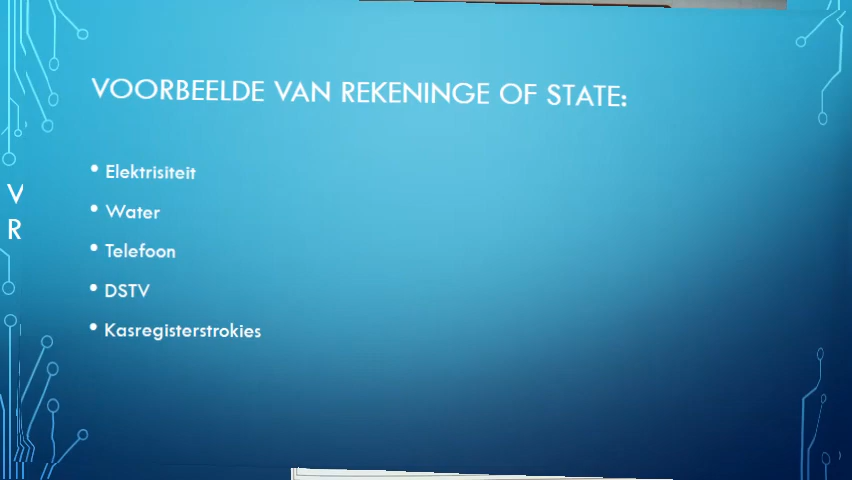 VOORBEELDE VAN REKENINGE OF STATE:
• Elektrisiteit
• Water
• Telefoon
• DSTV
• Kasregisterstrokies
V
R